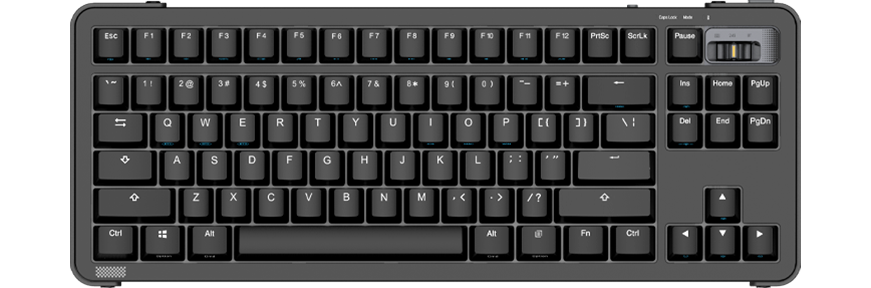 Caps Lock Mode
Esc F1 F2 F3 F4 F5 F6 F7 F8 F9 F10 F11 F12 PrtSc ScrLk Pause
` ~ 1 ! 2 @ 3 # 4 $ 5 % 6 ^ 7 & 8 * 9 ( 0 ) - _ = + Ins Home PgUp
Q W E R T Y U I O P [ { ] } \ | Del End PgDn
A S D F G H J K L ; : ' "
Z X C V B N M , < . > / ?
Ctrl Alt Alt Fn Ctrl